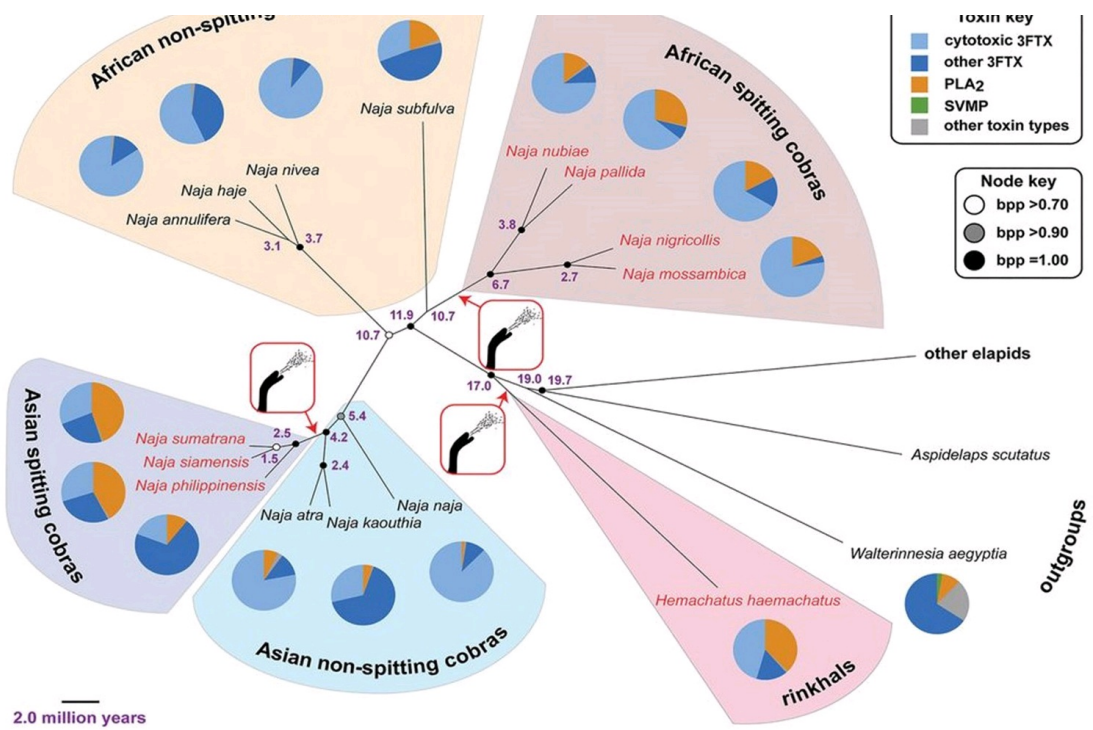 African non-spitting
African spitting cobras
Toxin key
cytotoxic 3FTX
other 3FTX
PLA2
SVMP
other toxin types
Node key
bpp >0.70
bpp >0.90
bpp =1.00
Naja subfulva
Naja nivea
Naja haje
Naja annulifera
3.1
3.7
Naja nubiae
Naja pallida
3.8
Naja nigricollis
Naja mossambica
6.7
2.7
11.9
10.7
10.7
17.0
19.0
19.7
other elapids
Aspidelaps scutatus
Walterinnesia aegyptia
outgroups
Hemachatus haemachatus
rinkhals
5.4
4.2
2.5
1.5
2.4
Naja sumatrana
Naja siamensis
Naja philippinensis
Asian spitting cobras
Naja atra
Naja kaouthia
Naja naja
Asian non-spitting cobras
2.0 million years